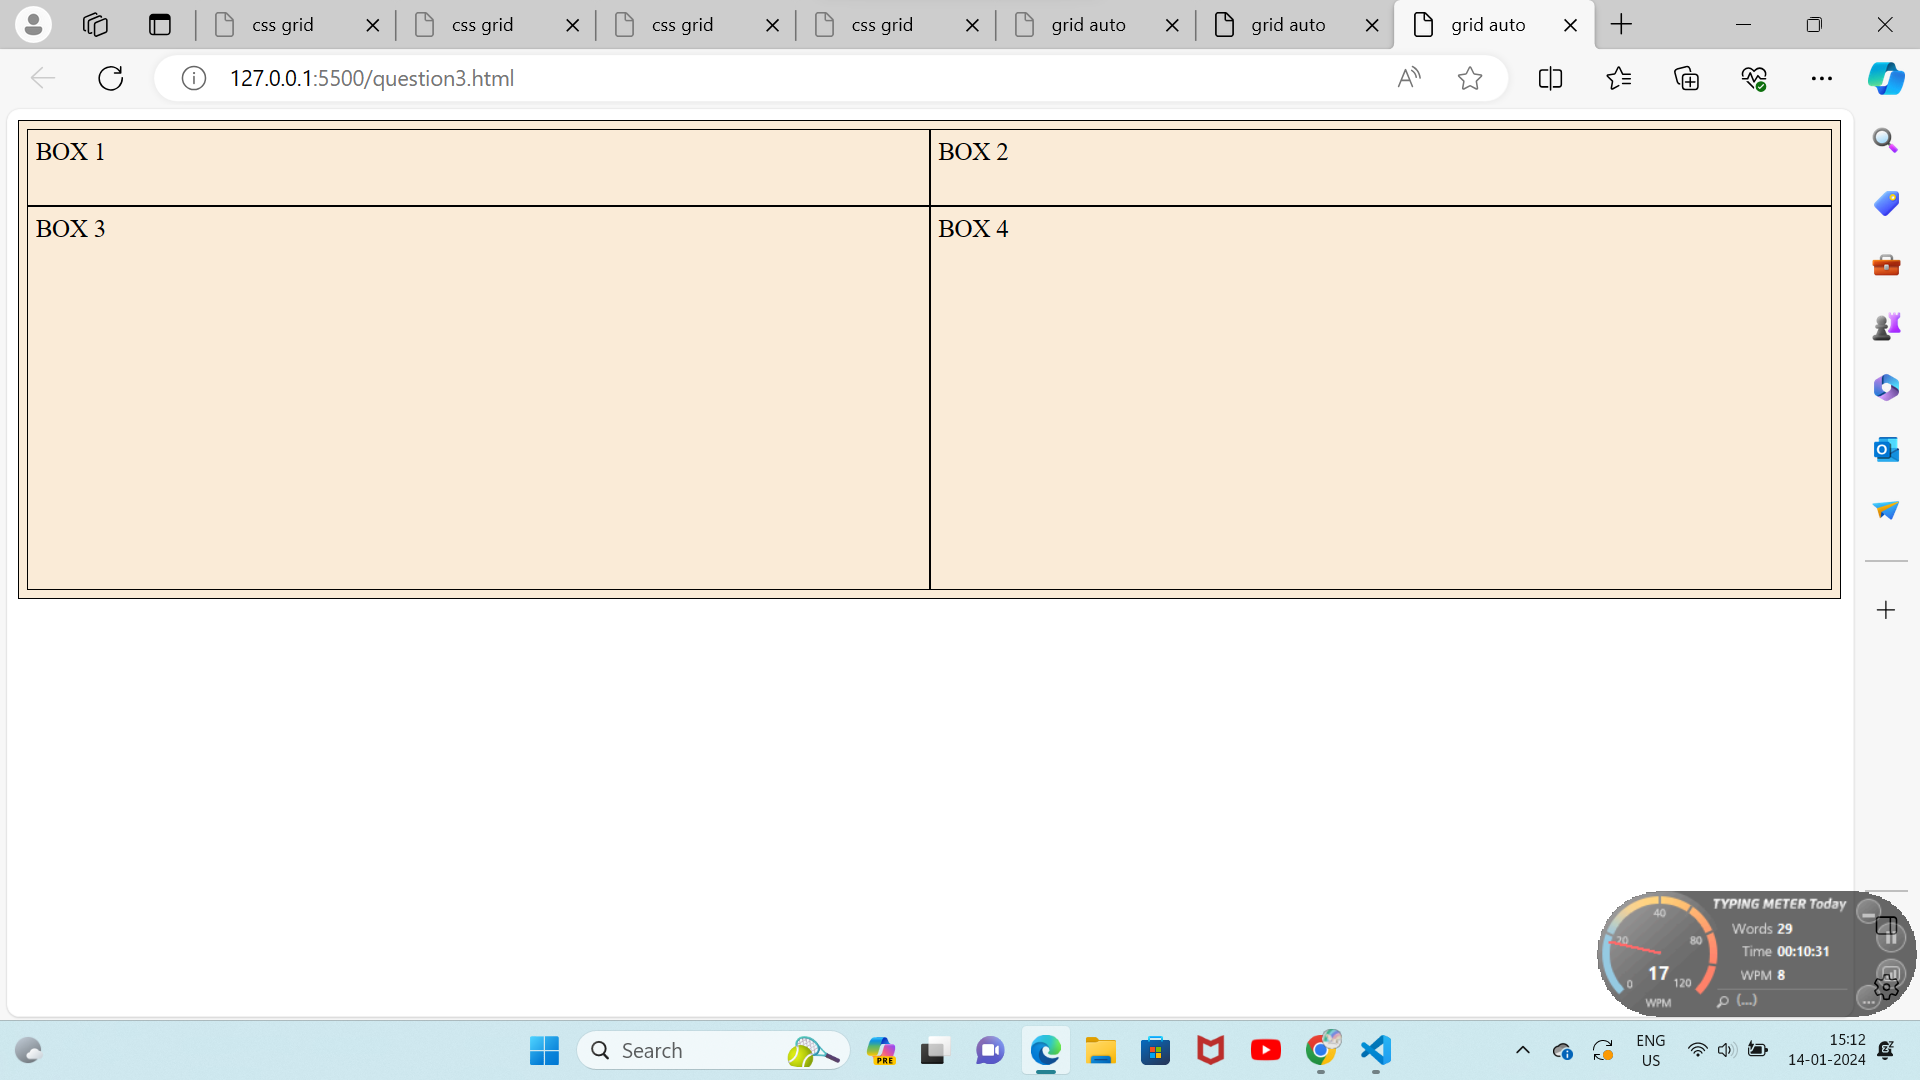 css grid
css grid
css grid
css grid
grid auto
grid auto
grid auto
127.0.0.1:5500/question3.html
BOX 1
BOX 2
BOX 3
BOX 4
TYPING METER Today
Words 29
Time 00:10:31
WPM 8
(...)
0
20
40
80
120
17
WPM
Search
PRE
ENG
US
15:12
14-01-2024